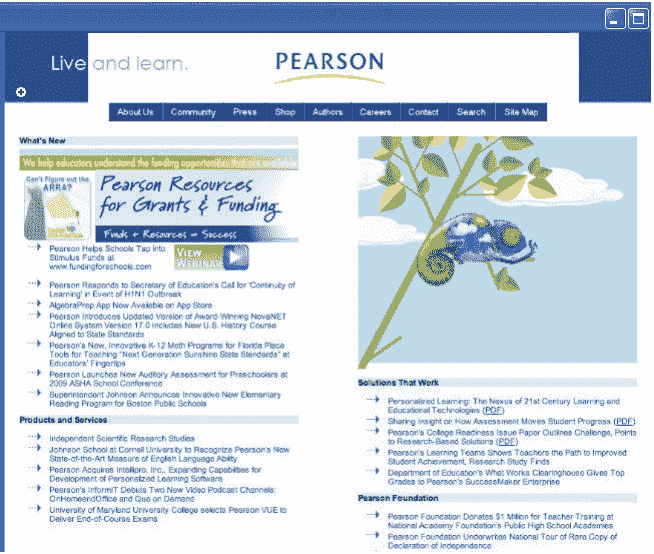 Live and learn.
PEARSON
About Us
Community
Press
Shop
Authors
Careers
Contact
Search
Site Map
What's New
We help educators understand the funding opportunities that are available
Can't Figure out the
ARRA?
Pearson Resources
for Grants & Funding
Funds + Resources = Success
Pearson Helps Schools Tap Into
Stimulus Funds at
www.fundingforschools.com
VIEW
WEBINAR
Pearson Responds to Secretary of Education's Call for 'Continuity of
Learning' in Event of H1N1 Outbreak
AlgebraPrep App Now Available on App Store
Pearson Introduces Updated Version of Award-Winning NovaNET
Online System Version 17.0 Includes New U.S. History Course
Aligned to State Standards
Pearson's New, Innovative K-12 Math Programs for Florida Place
Tools for Teaching "Next Generation Sunshine State Standards" at
Educators' Fingertips
Pearson Launches New Auditory Assessment for Preschoolers at
2009 ASHA School Conference
Superintendent Johnson Announces Innovative New Elementary
Reading Program for Boston Public Schools
Products and Services
Independent Scientific Research Studies
Johnson School at Cornell University to Recognize Pearson's New
State-of-the-Art Measure of English Language Ability
Pearson Acquires Intellipro, Inc., Expanding Capabilities for
Development of Personalized Learning Software
Pearson's InformIT Debuts Two New Video Podcast Channels:
OnHomeandOffice and Que on Demand
University of Maryland University College selects Pearson VUE to
Deliver End-of-Course Exams
Solutions That Work
Personalized Learning: The Nexus of 21st Century Learning and
Educational Technologies (PDF)
Sharing Insight on How Assessment Moves Student Progress (PDF)
Pearson's College Readiness Issue Paper Outlines Challenge, Points
to Research-Based Solutions (PDF)
Pearson's Learning Teams Shows Teachers the Path to Improved
Student Achievement, Research Study Finds
Department of Education's What Works Clearinghouse Gives Top
Grades to Pearson's SuccessMaker Enterprise
Pearson Foundation
Pearson Foundation Donates $1 Million for Teacher Training at
National Academy Foundation's Public High School Academies
Pearson Foundation Underwrites National Tour of Rare Copy of
Declaration of Independence